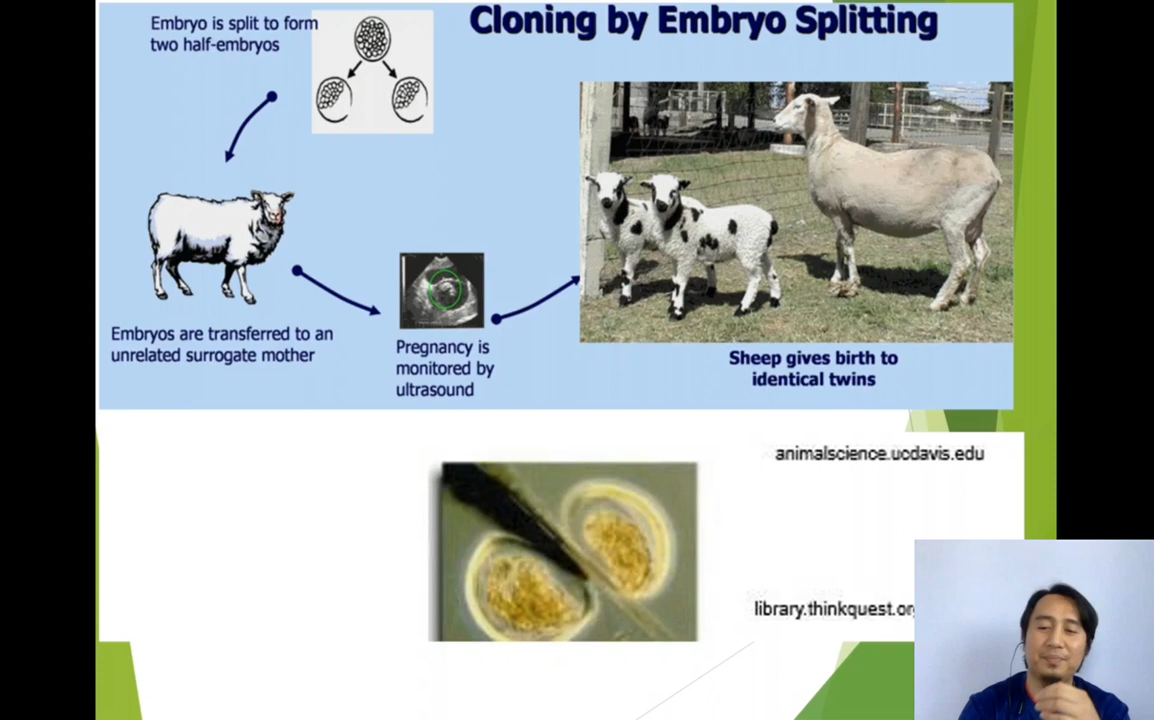 Cloning by Embryo Splitting
Embryo is split to form
two half-embryos
Embryos are transferred to an
unrelated surrogate mother
Pregnancy is
monitored by
ultrasound
Sheep gives birth to
identical twins
animalscience.ucdavis.edu
library.thinkquest.org